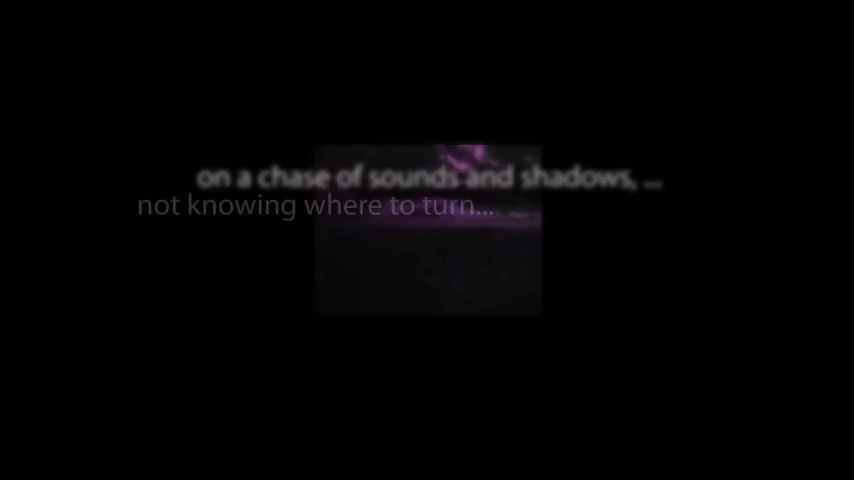 on a chase of sounds and shadows, ...
not knowing where to turn...